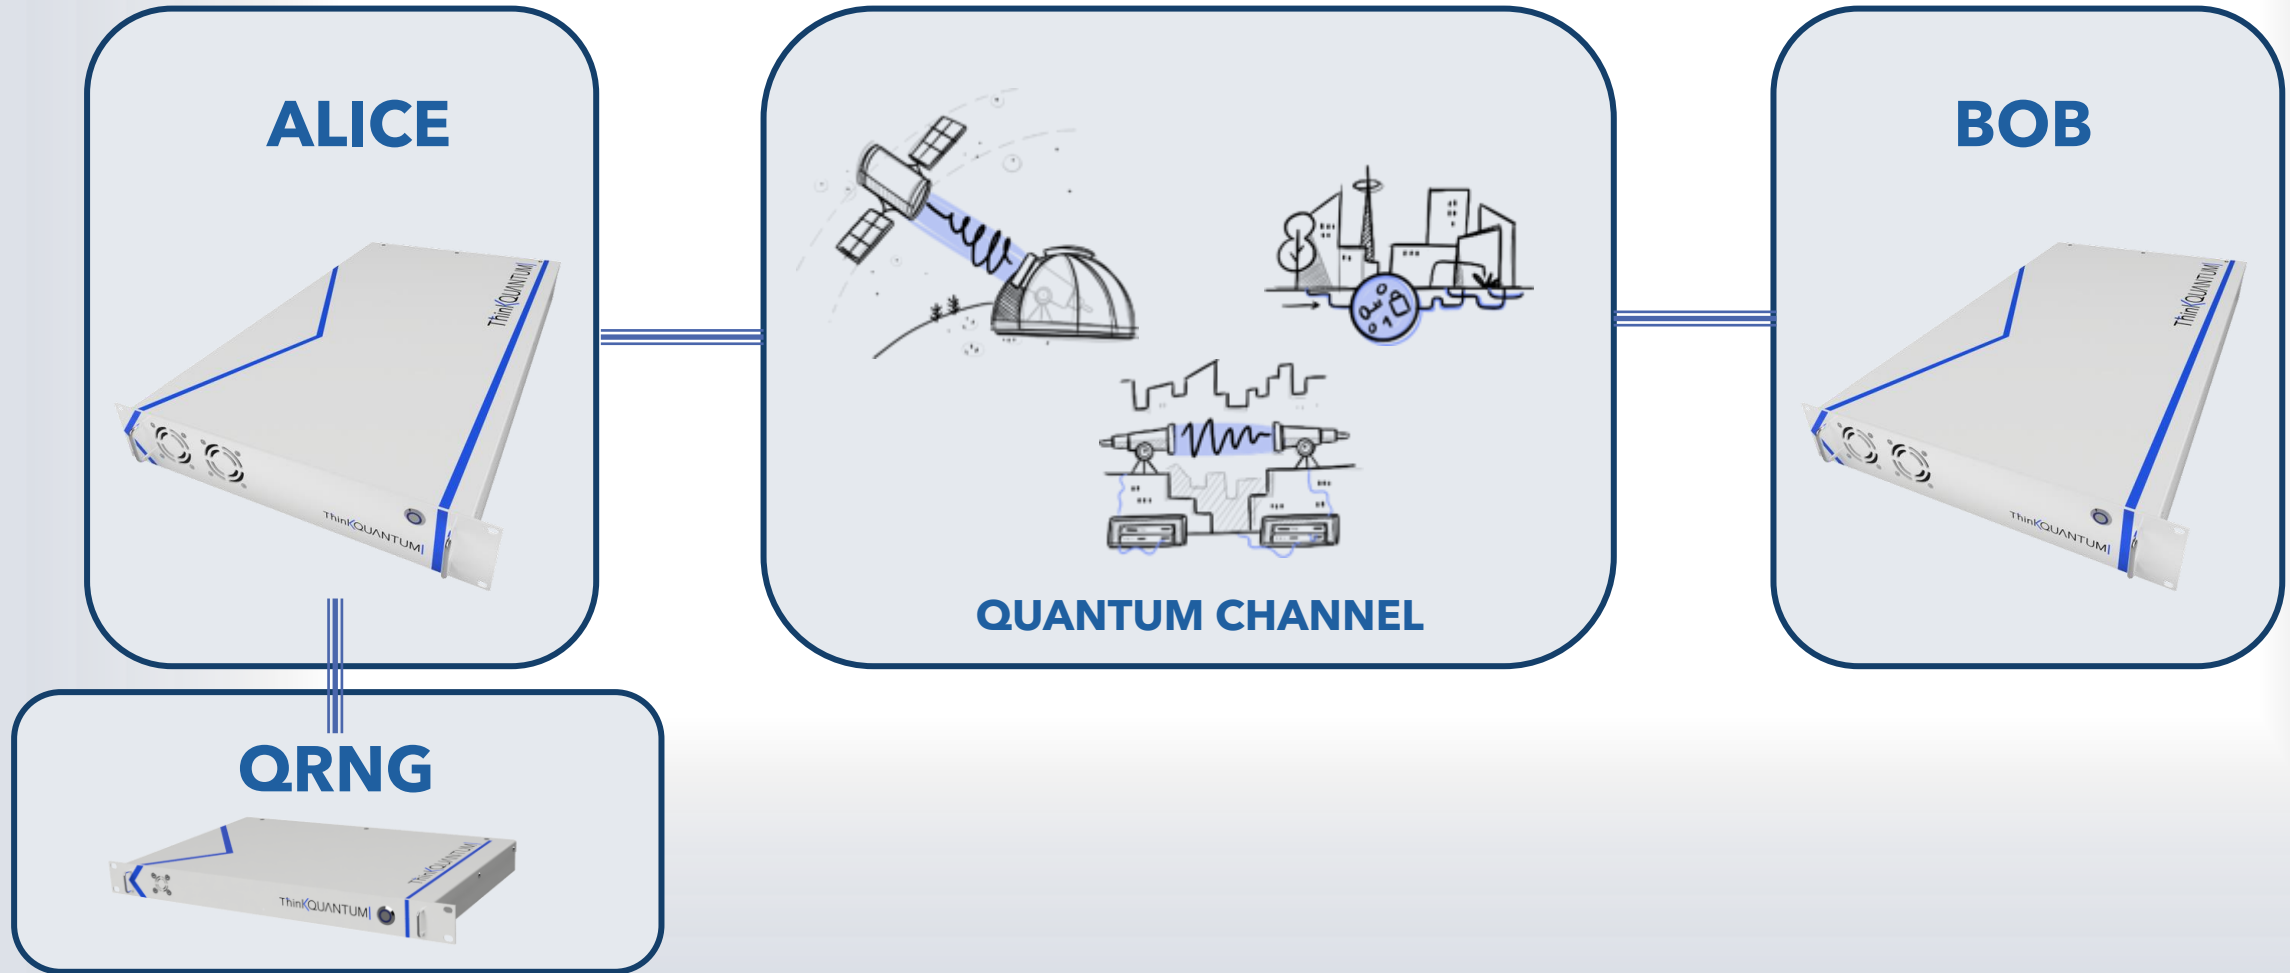 ALICE
ThinKQUANTUM
ThinKQUANTUM
QUANTUM CHANNEL
BOB
ThinKQUANTUM
ThinKQUANTUM
QRNG
ThinKQUANTUM
ThinKQUANTUM